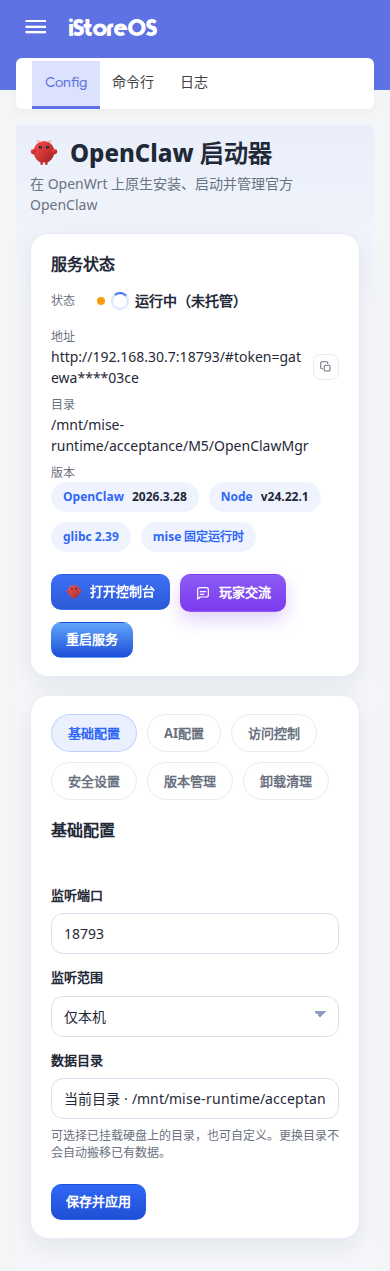 iStoreOS
Config 命令行 日志
OpenClaw 启动器
在 OpenWrt 上原生安装、启动并管理官方
OpenClaw
服务状态
状态 运行中（未托管）
地址
http://192.168.30.7:18793/#token=gat
ewa****03ce
目录
/mnt/mise-
runtime/acceptance/M5/OpenClawMgr
版本
OpenClaw 2026.3.28 Node v24.22.1
glibc 2.39 mise 固定运行时
打开控制台 玩家交流
重启服务
基础配置 AI配置 访问控制
安全设置 版本管理 卸载清理
基础配置
监听端口
18793
监听范围
仅本机
数据目录
当前目录 · /mnt/mise-runtime/acceptan
可选择已挂载硬盘上的目录，也可自定义。更换目录不
会自动搬移已有数据。
保存并应用